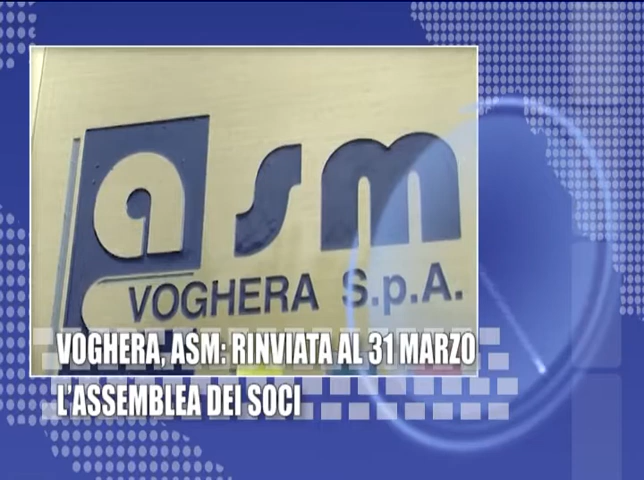 asm
VOGHERA S.p.A.
VOGHERA, ASM: RINVIATA AL 31 MARZO
L'ASSEMBLEA DEI SOCI